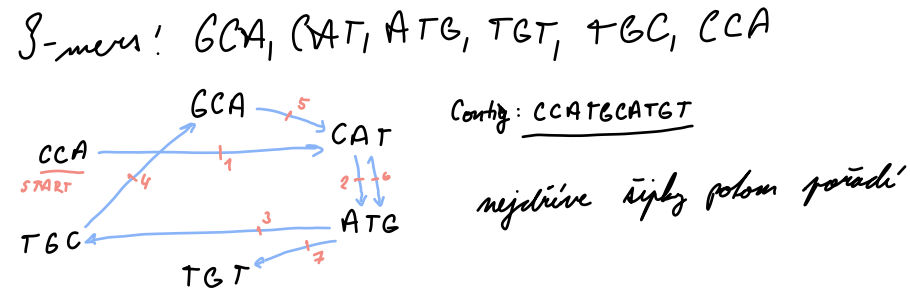 3-mers: GCA, CAT, ATG, TGT, TGC, CCA
GCA 5
CAT
Contig: CCATGCATGT
CCA 1
START 4 2 6
nejdříve šipky potom pořadí
3 ATG
TGC
7
TGT